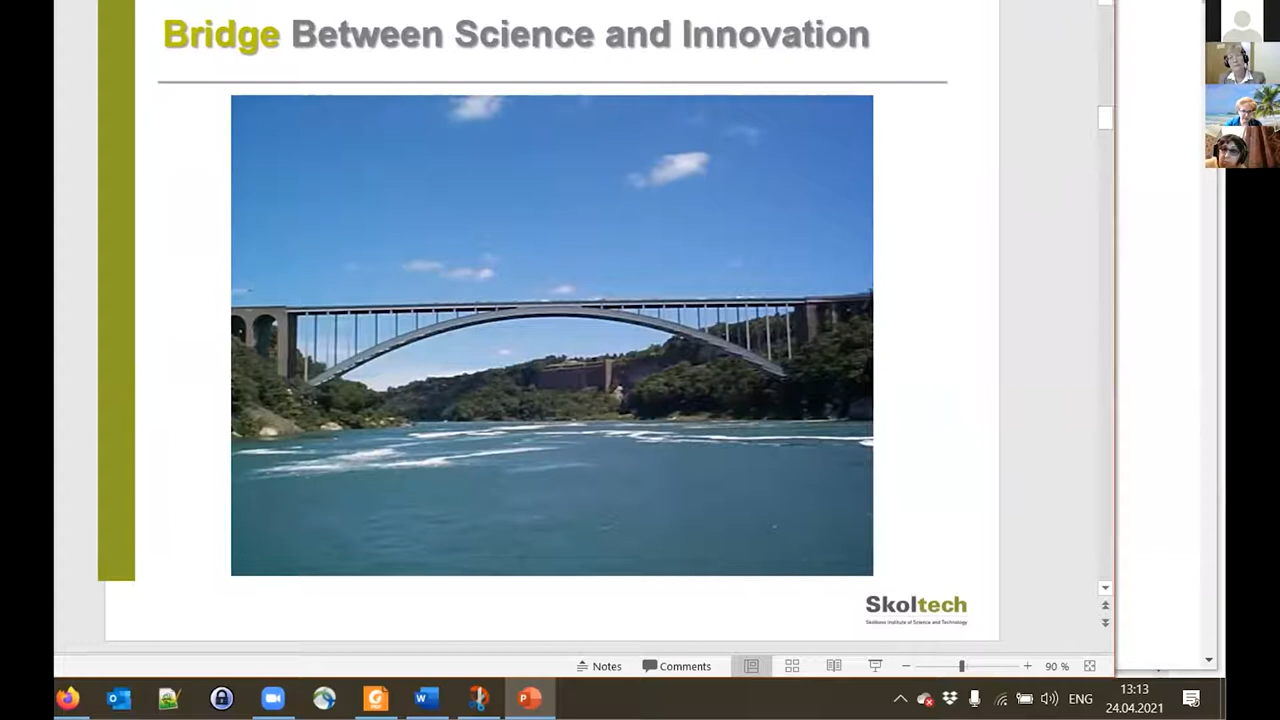 Bridge Between Science and Innovation
Skoltech
Skolkovo Institute of Science and Technology
Notes
Comments
90 %
ENG
13:13
24.04.2021